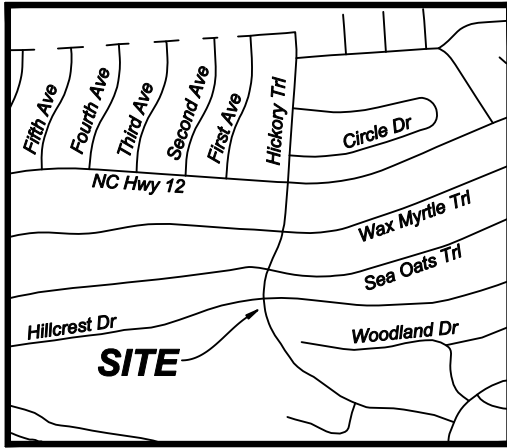 Fifth Ave
Fourth Ave
Third Ave
Second Ave
First Ave
Hickory Trl
Circle Dr
NC Hwy 12
Wax Myrtle Trl
Sea Oats Trl
Hillcrest Dr
Woodland Dr
SITE